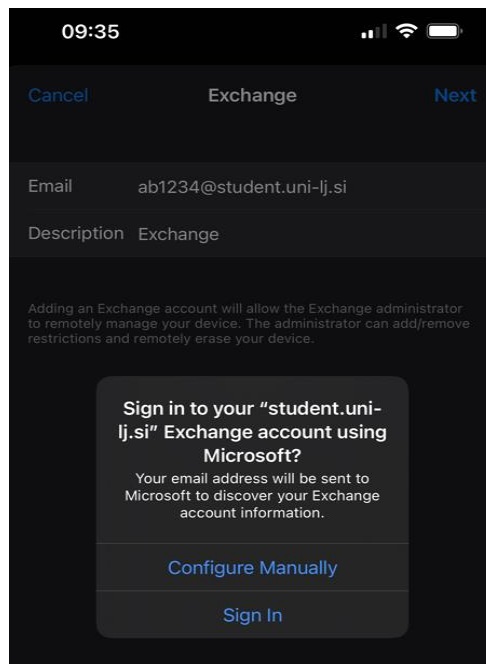 09:35
Cancel Exchange Next
Email ab1234@student.uni-lj.si
Description Exchange
Adding an Exchange account will allow the Exchange administrator
to remotely manage your device. The administrator can add/remove
restrictions and remotely erase your device.
Sign in to your “student.uni-
lj.si” Exchange account using
Microsoft?
Your email address will be sent to
Microsoft to discover your Exchange
account information.
Configure Manually
Sign In